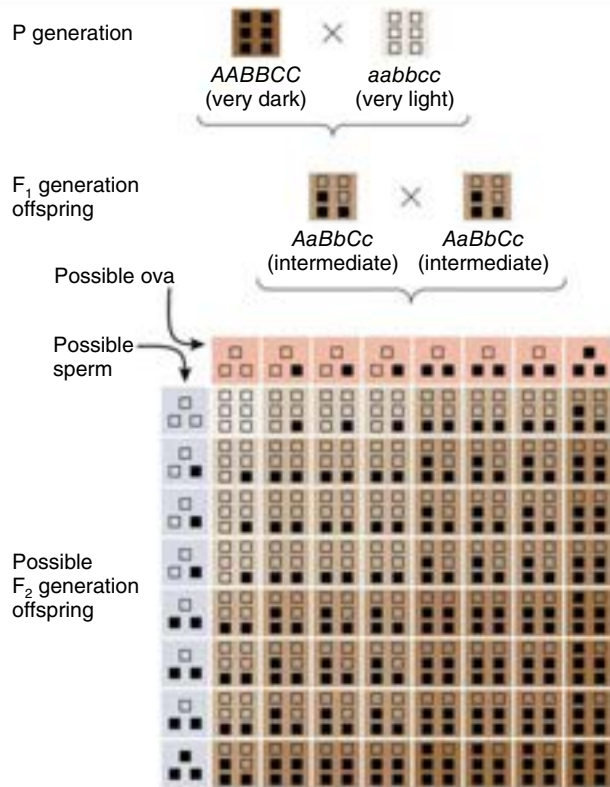 P generation
AABBCC
(very dark)
aabbcc
(very light)
F₁ generation
offspring
AaBbCc
(intermediate)
AaBbCc
(intermediate)
Possible ova
Possible
sperm
Possible
F₂ generation
offspring